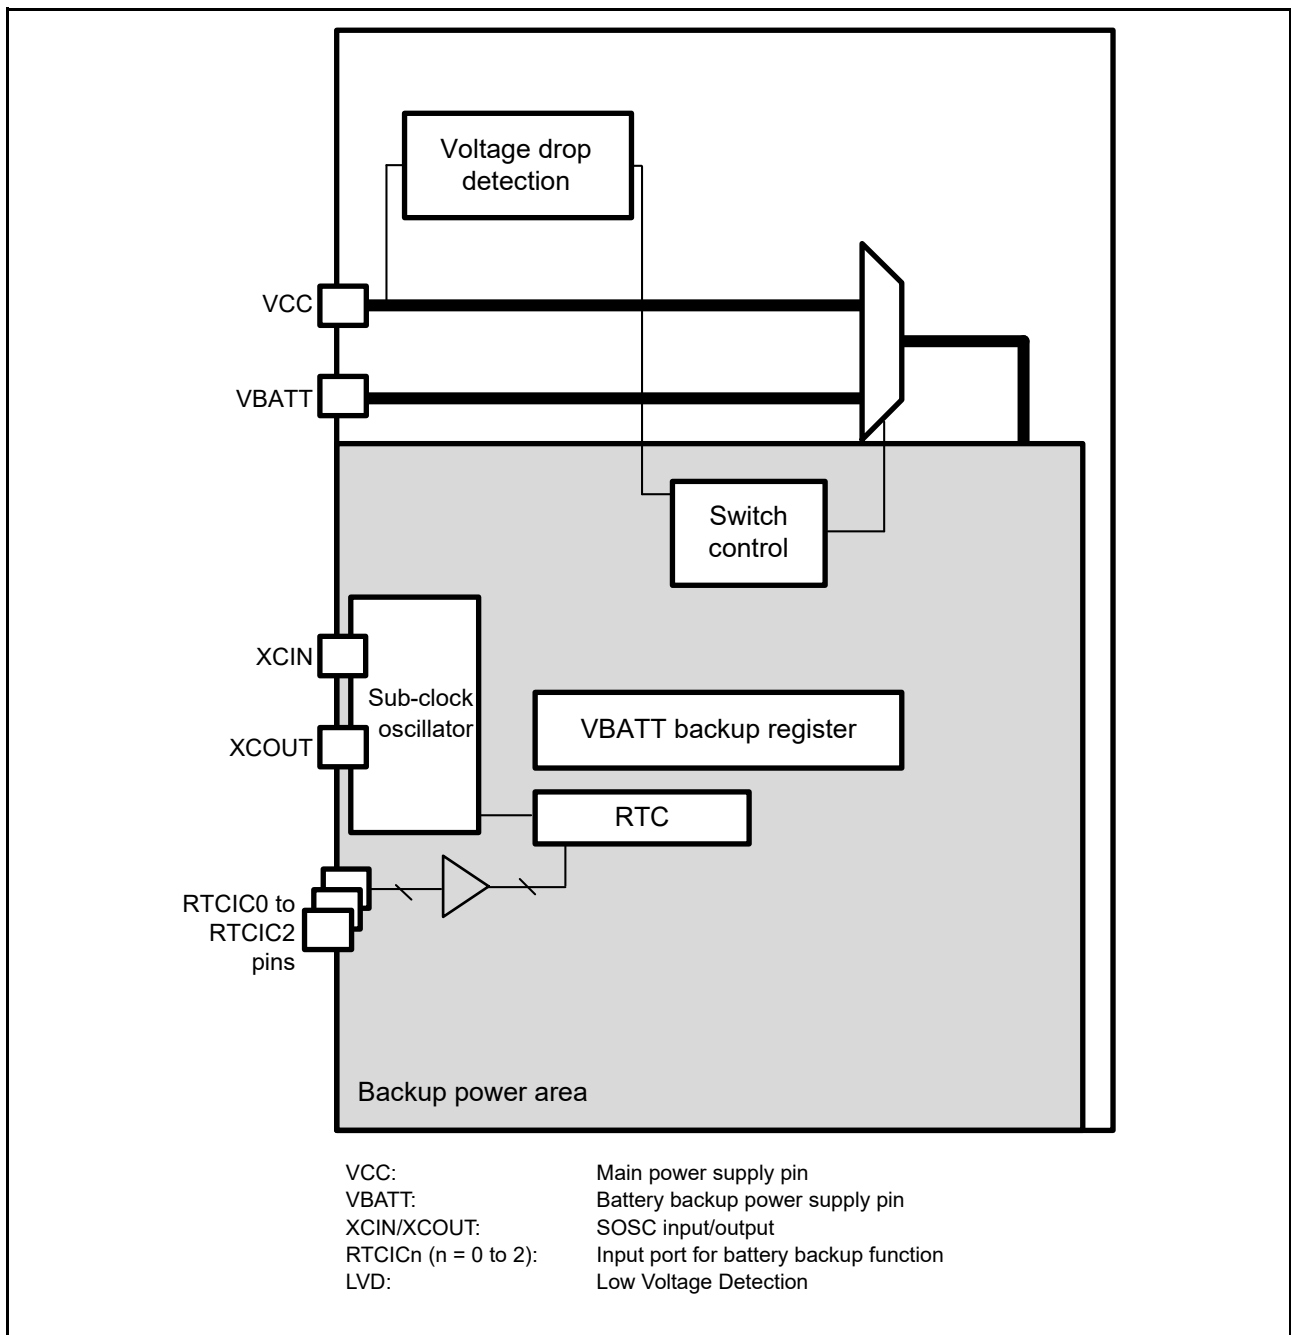 Voltage drop
detection
VCC
VBATT
Switch
control
XCIN
Sub-clock
oscillator
XCOUT
VBATT backup register
RTC
RTCIC0 to
RTCIC2
pins
Backup power area
VCC: Main power supply pin
VBATT: Battery backup power supply pin
XCIN/XCOUT: SOSC input/output
RTCICn (n = 0 to 2): Input port for battery backup function
LVD: Low Voltage Detection